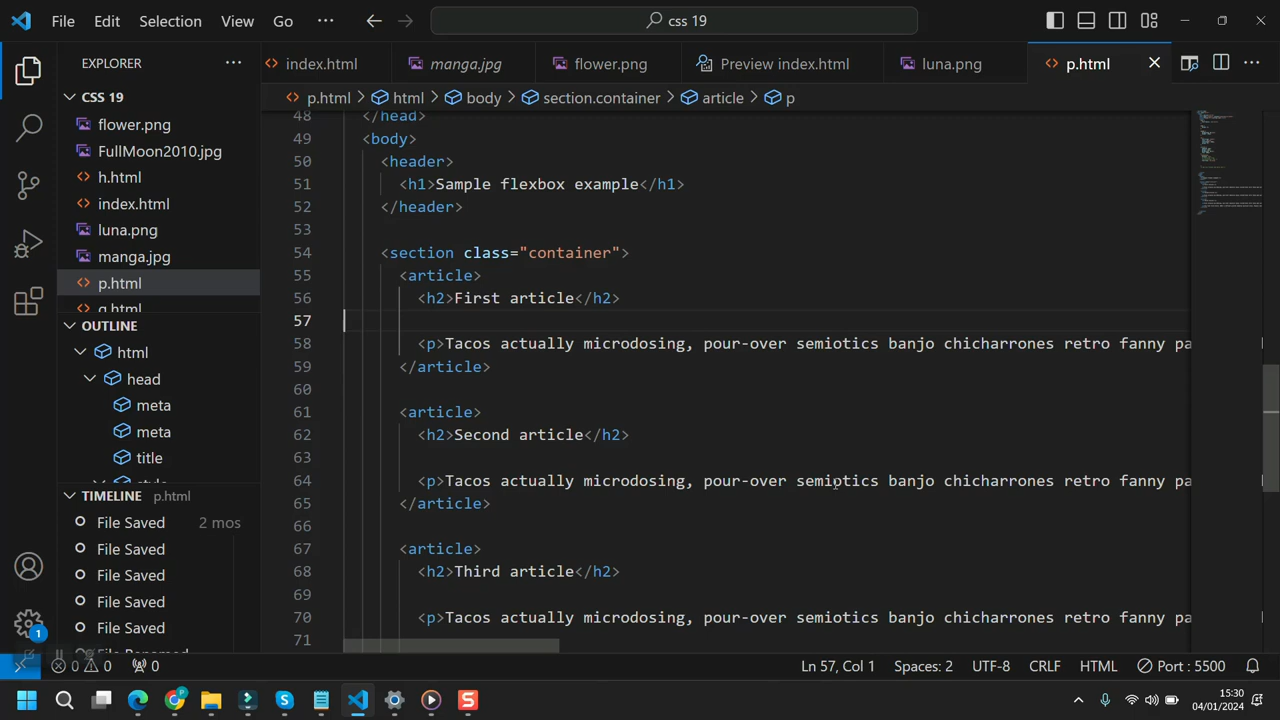 File Edit Selection View Go ··· css 19
EXPLORER ···
CSS 19
flower.png
FullMoon2010.jpg
h.html
index.html
luna.png
manga.jpg
p.html
OUTLINE
html
head
meta
meta
title
TIMELINE p.html
File Saved 2 mos
File Saved
File Saved
File Saved
File Saved
index.html manga.jpg flower.png Preview index.html luna.png p.html
p.html > html > body > section.container > article > p
48 </head>
49 <body>
50 <header>
51 <h1>Sample flexbox example</h1>
52 </header>
53
54 <section class="container">
55 <article>
56 <h2>First article</h2>
57
58 <p>Tacos actually microdosing, pour-over semiotics banjo chicharrones retro fanny pa
59 </article>
60
61 <article>
62 <h2>Second article</h2>
63
64 <p>Tacos actually microdosing, pour-over semiotics banjo chicharrones retro fanny pa
65 </article>
66
67 <article>
68 <h2>Third article</h2>
69
70 <p>Tacos actually microdosing, pour-over semiotics banjo chicharrones retro fanny pa
71
0 0 0 Ln 57, Col 1 Spaces: 2 UTF-8 CRLF HTML Port : 5500
15:30
04/01/2024